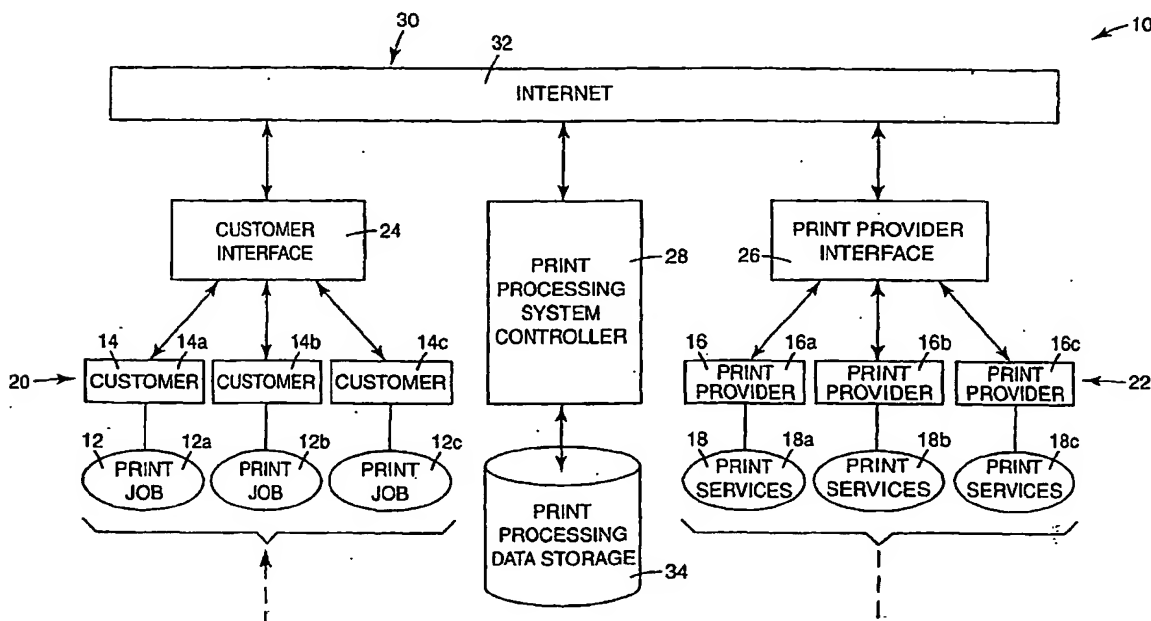 30
10
32
INTERNET
CUSTOMER
INTERFACE
24
PRINT
PROCESSING
SYSTEM
CONTROLLER
28
PRINT PROVIDER
INTERFACE
26
20
14
14a
14b
14c
CUSTOMER
CUSTOMER
CUSTOMER
16
16a
16b
16c
PRINT
PROVIDER
PRINT
PROVIDER
PRINT
PROVIDER
22
12
12a
12b
12c
PRINT
JOB
PRINT
JOB
PRINT
JOB
PRINT
PROCESSING
DATA STORAGE
34
18
18a
18b
18c
PRINT
SERVICES
PRINT
SERVICES
PRINT
SERVICES